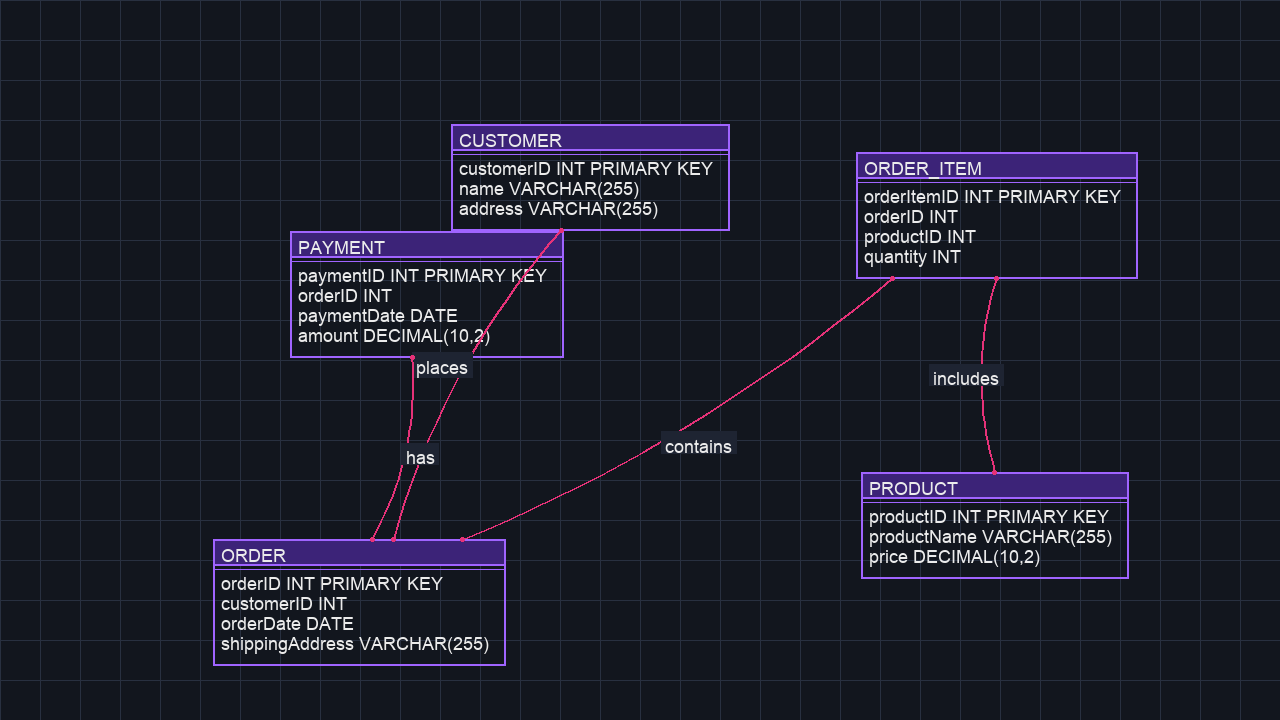 CUSTOMER
customerID INT PRIMARY KEY
name VARCHAR(255)
address VARCHAR(255)
ORDER_ITEM
orderItemID INT PRIMARY KEY
orderID INT
productID INT
quantity INT
PAYMENT
paymentID INT PRIMARY KEY
orderID INT
paymentDate DATE
amount DECIMAL(10,2)
places
includes
has
contains
PRODUCT
productID INT PRIMARY KEY
productName VARCHAR(255)
price DECIMAL(10,2)
ORDER
orderID INT PRIMARY KEY
customerID INT
orderDate DATE
shippingAddress VARCHAR(255)